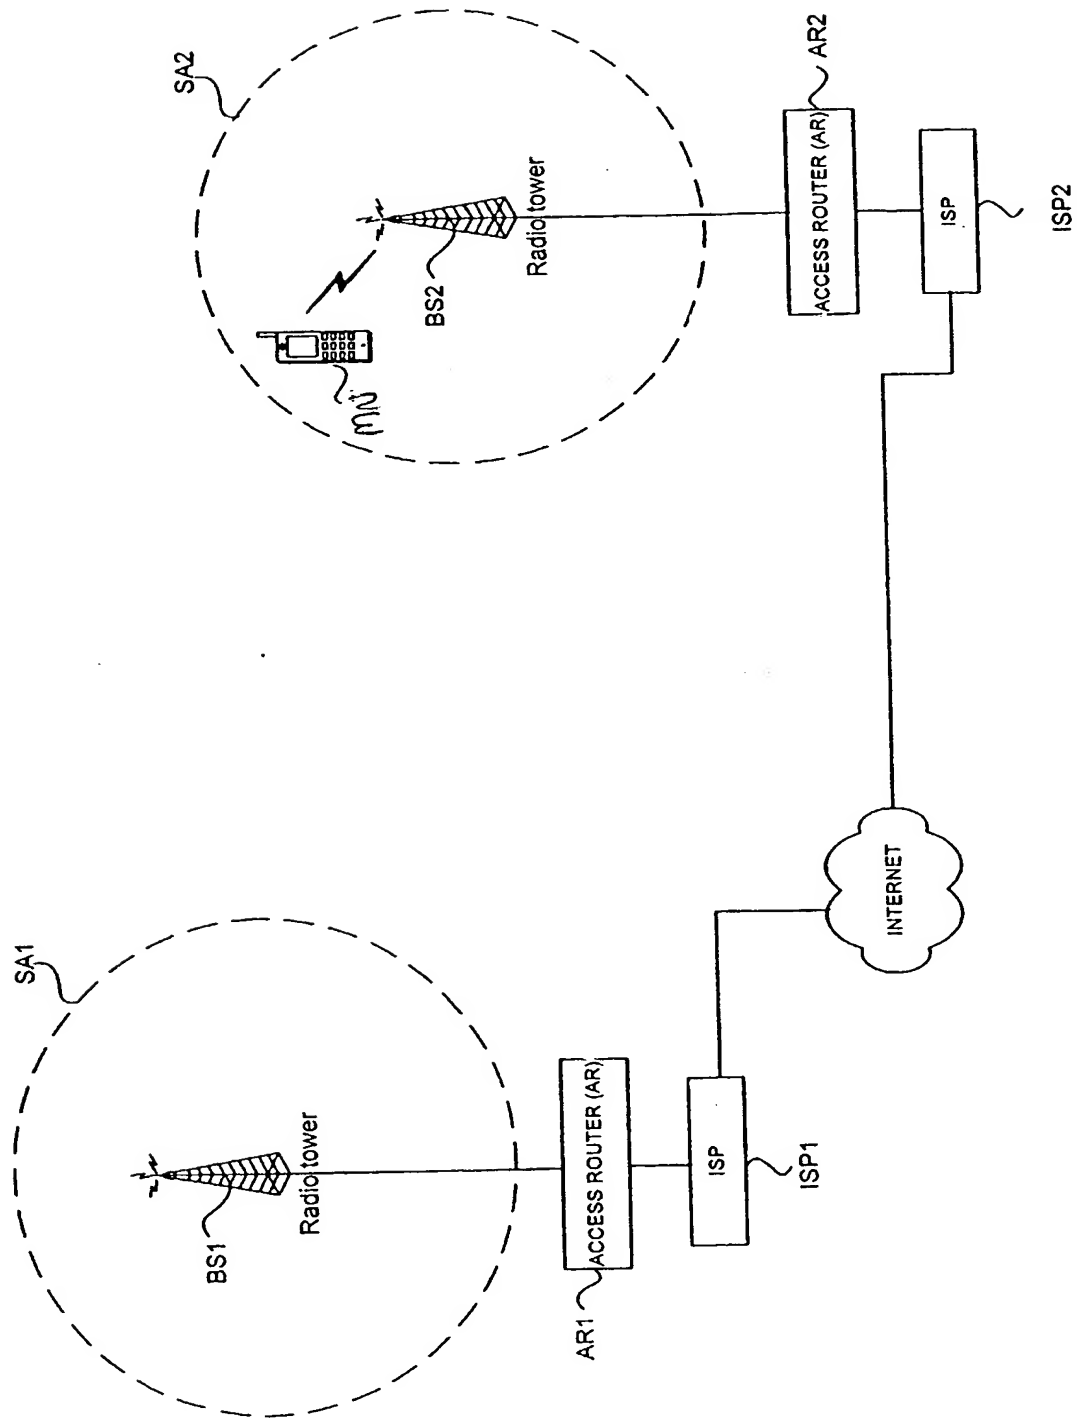 SA1
BS1
Radio tower
AR1
ACCESS ROUTER (AR)
ISP
ISP1
INTERNET
SA2
MN
BS2
Radio tower
ACCESS ROUTER (AR)
AR2
ISP
ISP2